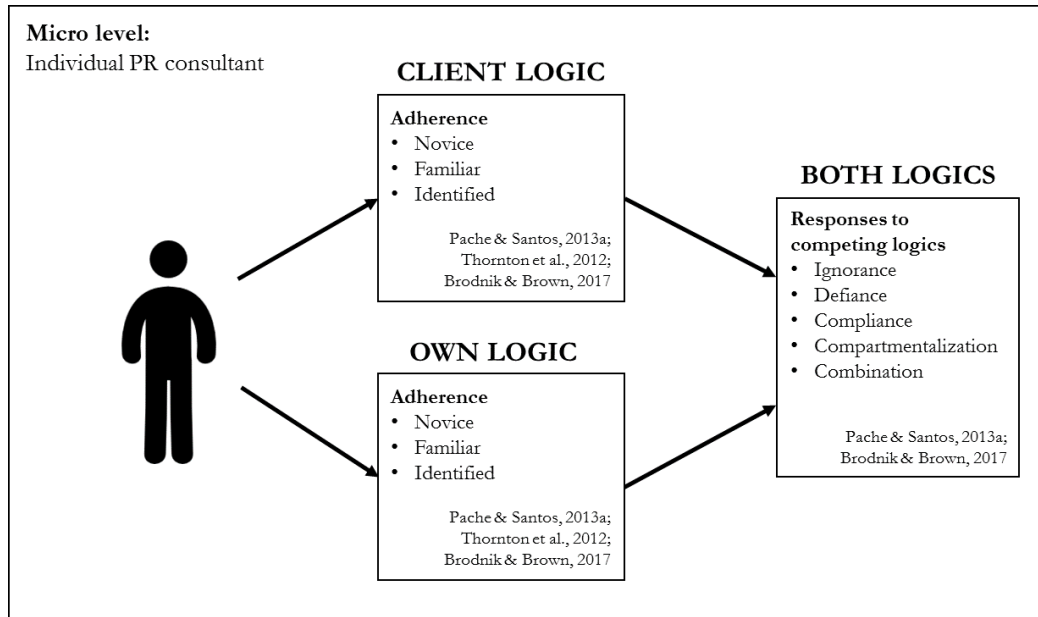 Micro level:
Individual PR consultant
CLIENT LOGIC
Adherence
• Novice
• Familiar
• Identified
Pache & Santos, 2013a;
Thornton et al., 2012;
Brodnik & Brown, 2017
OWN LOGIC
Adherence
• Novice
• Familiar
• Identified
Pache & Santos, 2013a;
Thornton et al., 2012;
Brodnik & Brown, 2017
BOTH LOGICS
Responses to
competing logics
• Ignorance
• Defiance
• Compliance
• Compartmentalization
• Combination
Pache & Santos, 2013a;
Brodnik & Brown, 2017